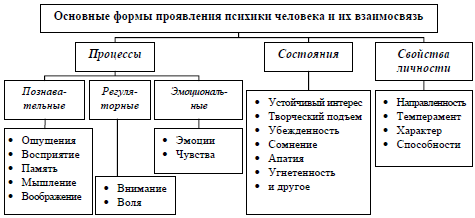 Основные формы проявления психики человека и их взаимосвязь
Процессы
Состояния
Свойства
личности
Познава-
тельные
Регуля-
торные
Эмоциональ-
ные
• Ощущения
• Восприятие
• Память
• Мышление
• Воображение
• Внимание
• Воля
• Эмоции
• Чувства
• Устойчивый интерес
• Творческий подъем
• Убежденность
• Сомнение
• Апатия
• Угнетенность
• и другое
• Направленность
• Темперамент
• Характер
• Способности